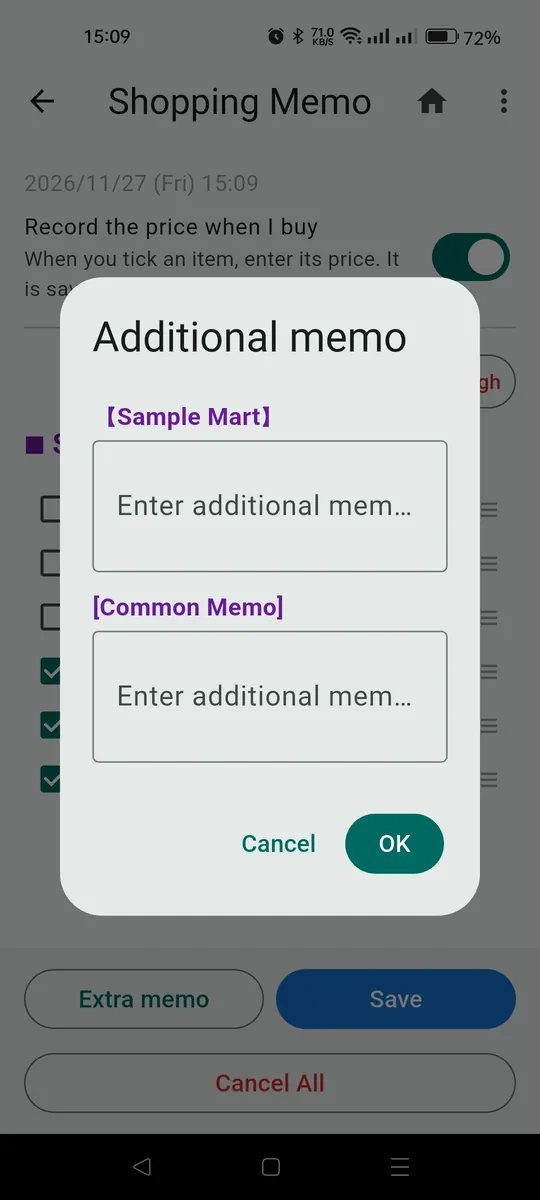 15:09
71.0
KB/S
72%
Shopping Memo
2026/11/27 (Fri) 15:09
Record the price when I buy
When you tick an item, enter its price. It
is
Additional memo
【Sample Mart】
Enter additional mem…
[Common Memo]
Enter additional mem…
Cancel
OK
Extra memo
Save
Cancel All